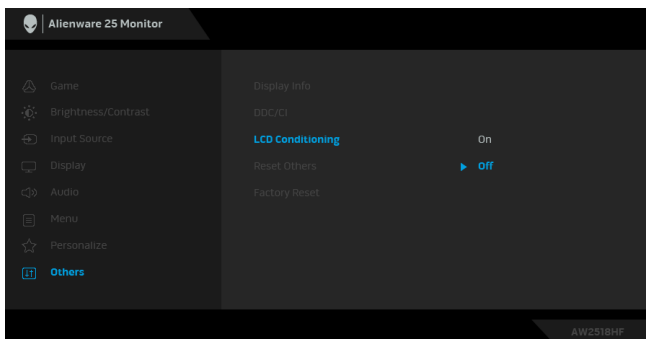 Alienware 25 Monitor
Game
Display Info
Brightness/Contrast
DDC/CI
Input Source
LCD Conditioning
On
Display
Reset Others
Off
Audio
Factory Reset
Menu
Personalize
Others
AW2518HF